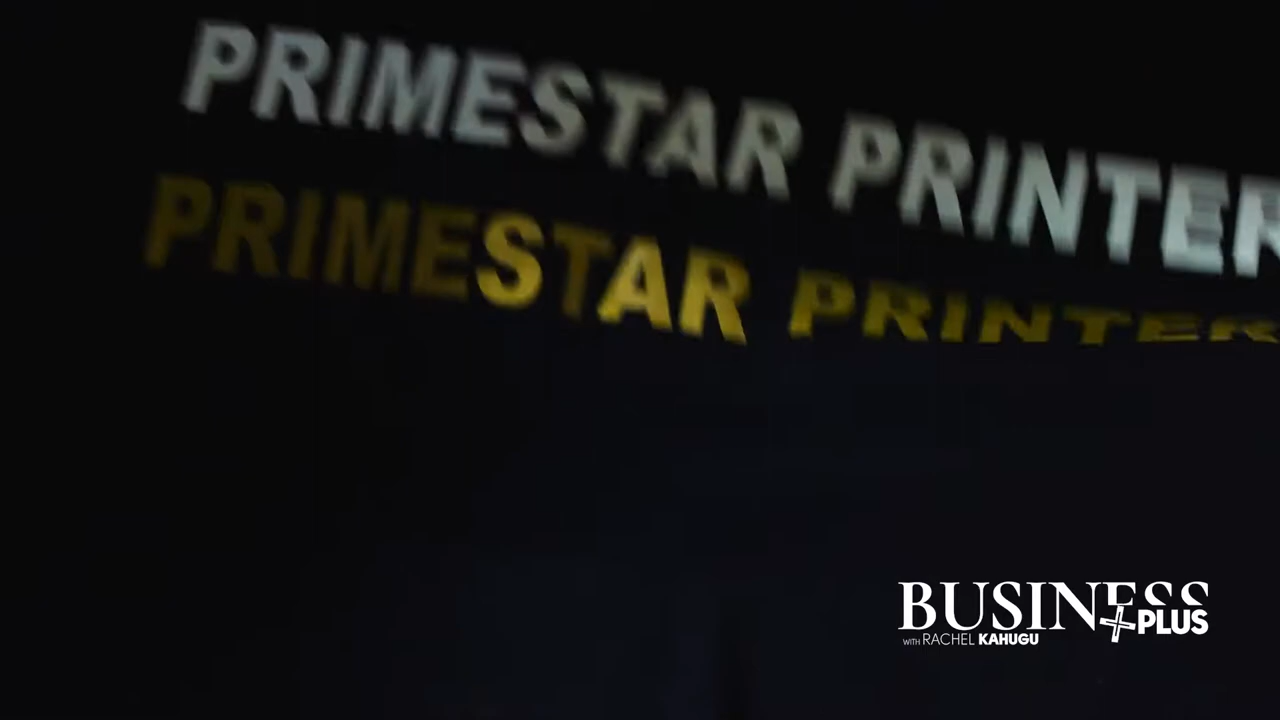 PRIMESTAR PRINTER
PRIMESTAR PRINTER
BUSINESS
+PLUS
WITH RACHEL KAHUGU